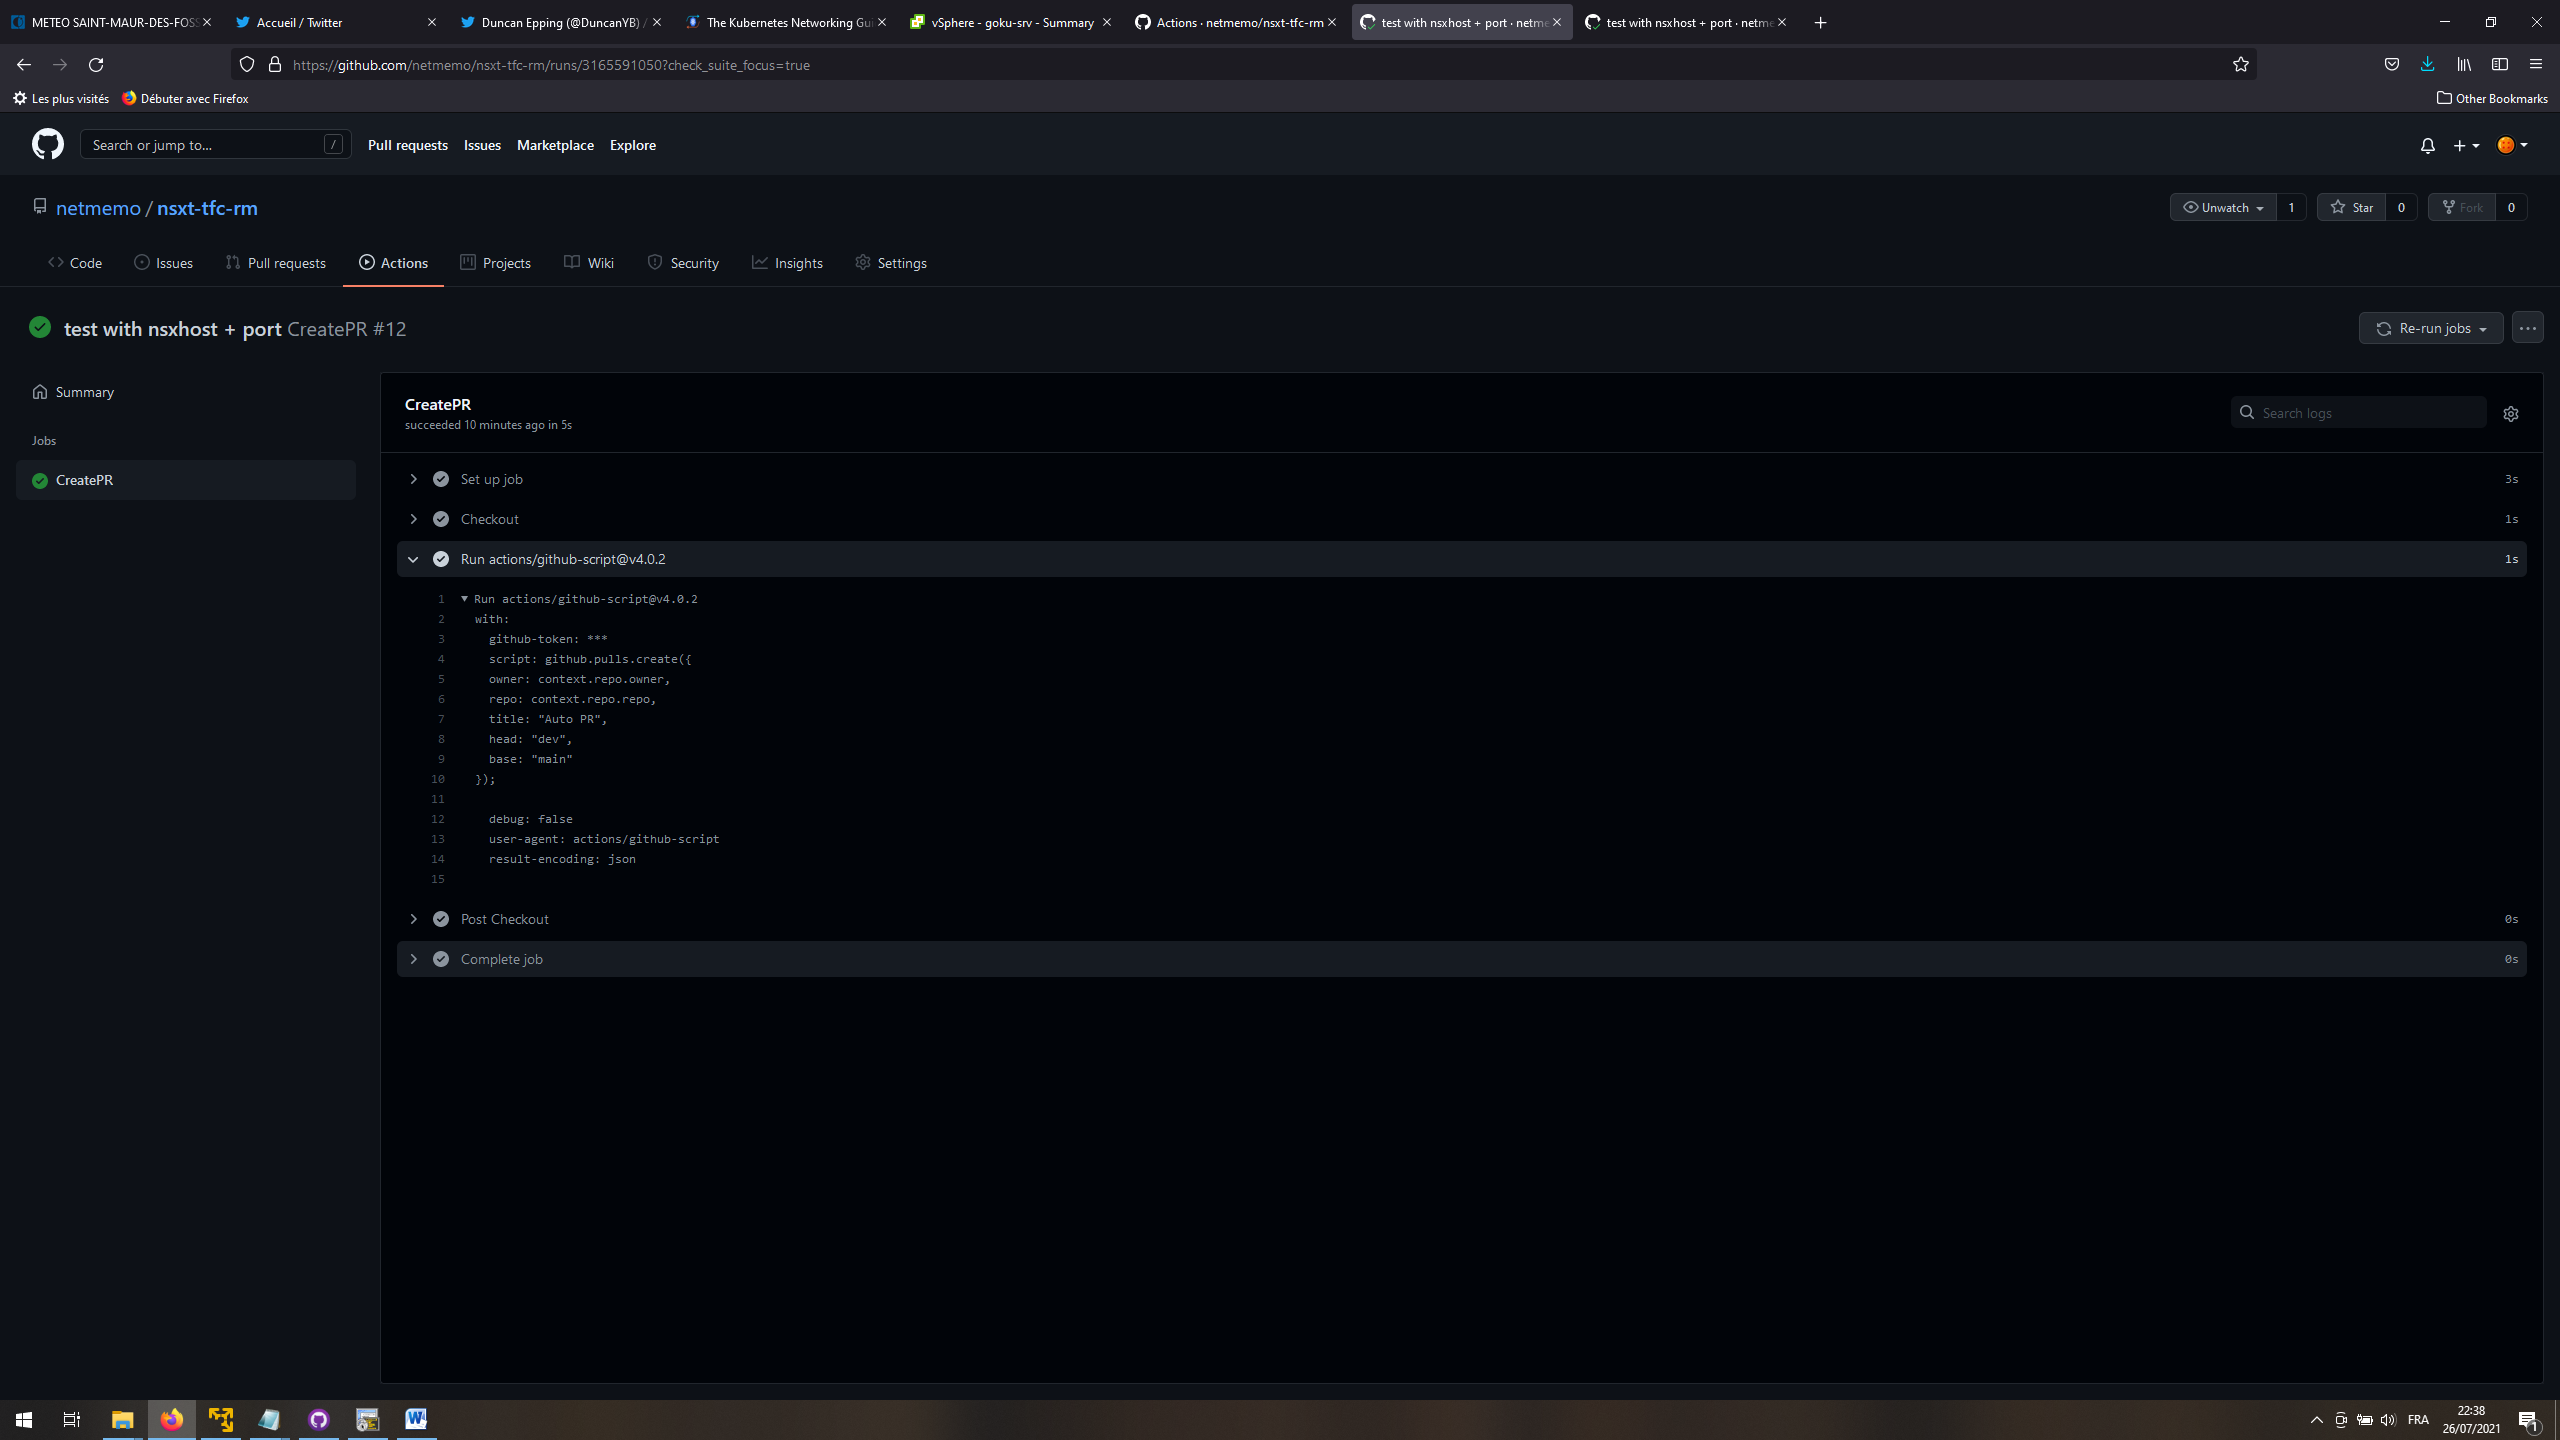 METEO SAINT-MAUR-DES-FOSS
Accueil / Twitter
Duncan Epping (@DuncanYB) /
The Kubernetes Networking Gui
vSphere - goku-srv - Summary
Actions · netmemo/nsxt-tfc-rm
test with nsxhost + port · netme
test with nsxhost + port · netme
https://github.com/netmemo/nsxt-tfc-rm/runs/3165591050?check_suite_focus=true
Les plus visités
Débuter avec Firefox
Other Bookmarks
Search or jump to...
/
Pull requests
Issues
Marketplace
Explore
netmemo / nsxt-tfc-rm
Unwatch
1
Star
0
Fork
0
Code
Issues
Pull requests
Actions
Projects
Wiki
Security
Insights
Settings
test with nsxhost + port CreatePR #12
Re-run jobs
Summary
Jobs
CreatePR
CreatePR
succeeded 10 minutes ago in 5s
Search logs
Set up job
3s
Checkout
1s
Run actions/github-script@v4.0.2
1s
1 Run actions/github-script@v4.0.2
2 with:
3 github-token: ***
4 script: github.pulls.create({
5 owner: context.repo.owner,
6 repo: context.repo.repo,
7 title: "Auto PR",
8 head: "dev",
9 base: "main"
10 });
11
12 debug: false
13 user-agent: actions/github-script
14 result-encoding: json
15
Post Checkout
0s
Complete job
0s
FRA
22:38
26/07/2021
1